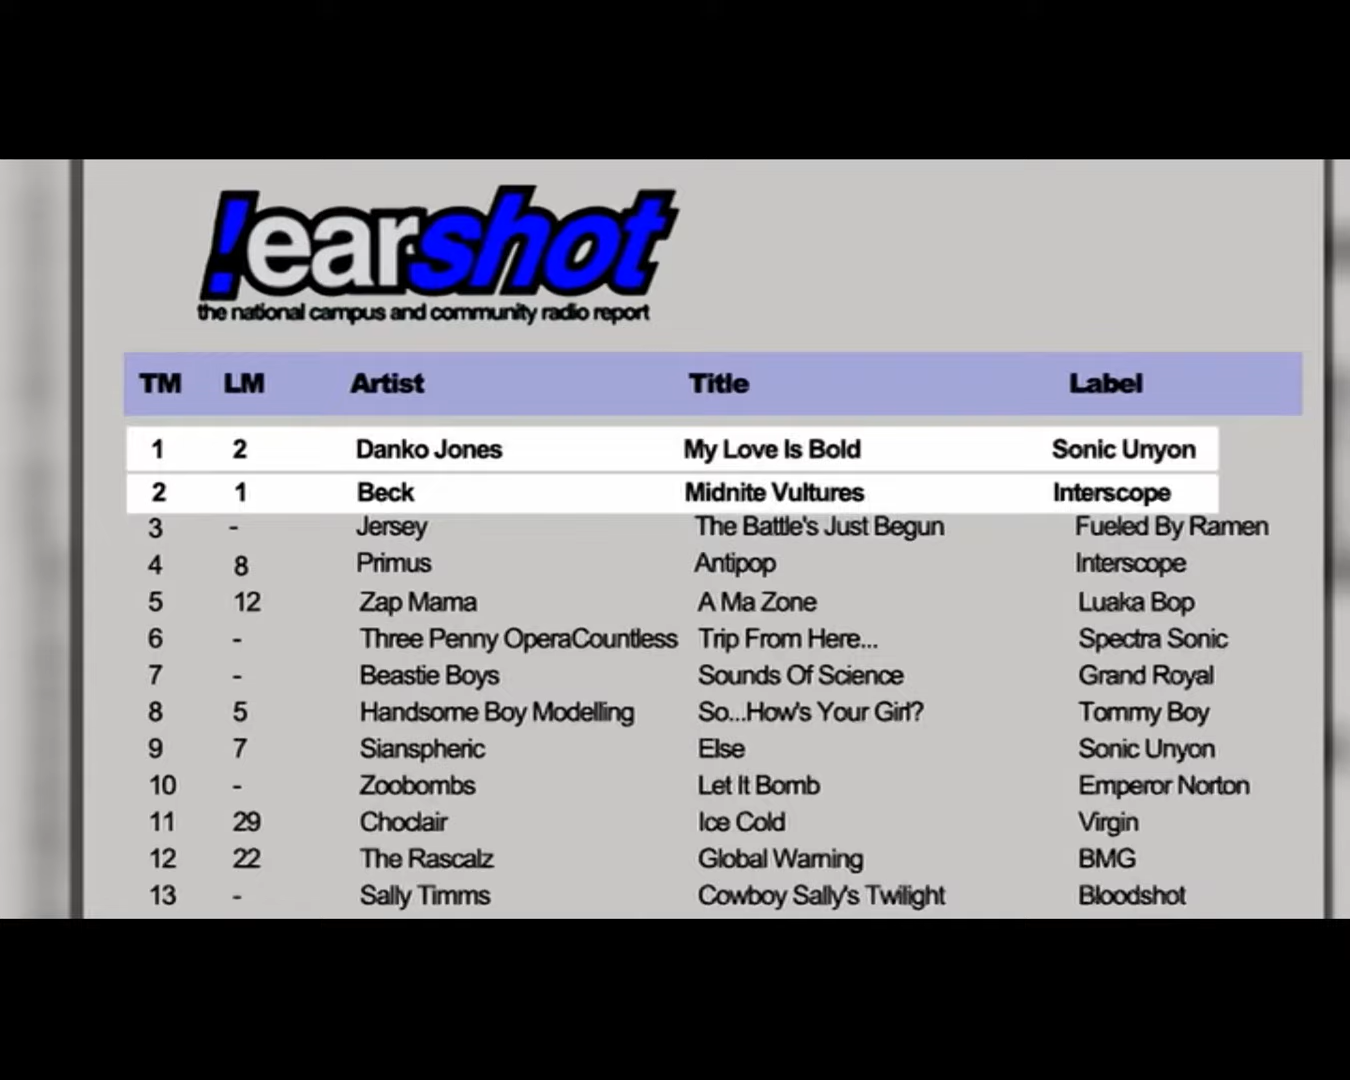 !earshot
the national campus and community radio report
TM LM Artist Title Label
1 2 Danko Jones My Love Is Bold Sonic Unyon
2 1 Beck Midnite Vultures Interscope
3 - Jersey The Battle's Just Begun Fueled By Ramen
4 8 Primus Antipop Interscope
5 12 Zap Mama A Ma Zone Luaka Bop
6 - Three Penny OperaCountless Trip From Here... Spectra Sonic
7 - Beastie Boys Sounds Of Science Grand Royal
8 5 Handsome Boy Modelling So...How's Your Girl? Tommy Boy
9 7 Sianspheric Else Sonic Unyon
10 - Zoobombs Let It Bomb Emperor Norton
11 29 Choclair Ice Cold Virgin
12 22 The Rascalz Global Warning BMG
13 - Sally Timms Cowboy Sally's Twilight Bloodshot